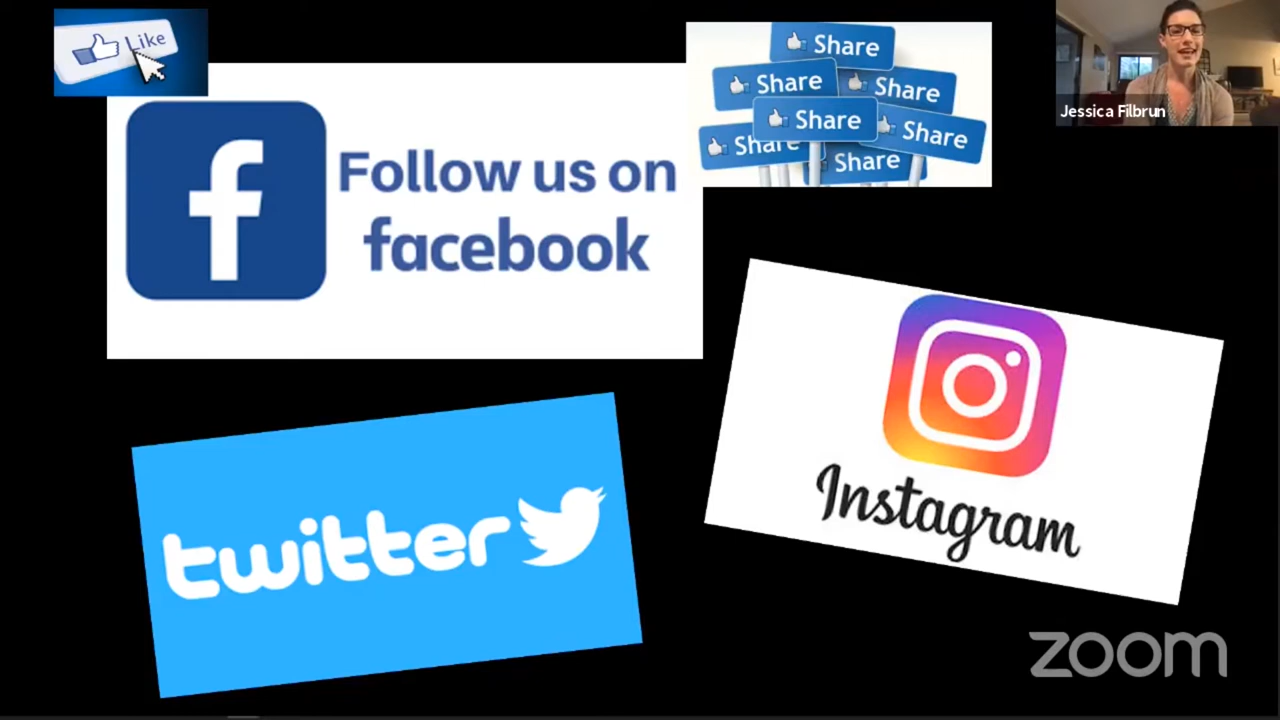 Like
Share
Share
Share
Share
Share
Share
Share
Jessica Filbrun
f
Follow us on
facebook
Instagram
twitter
zoom